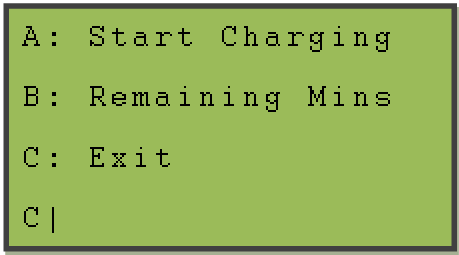 A: Start Charging
B: Remaining Mins
C: Exit
C|